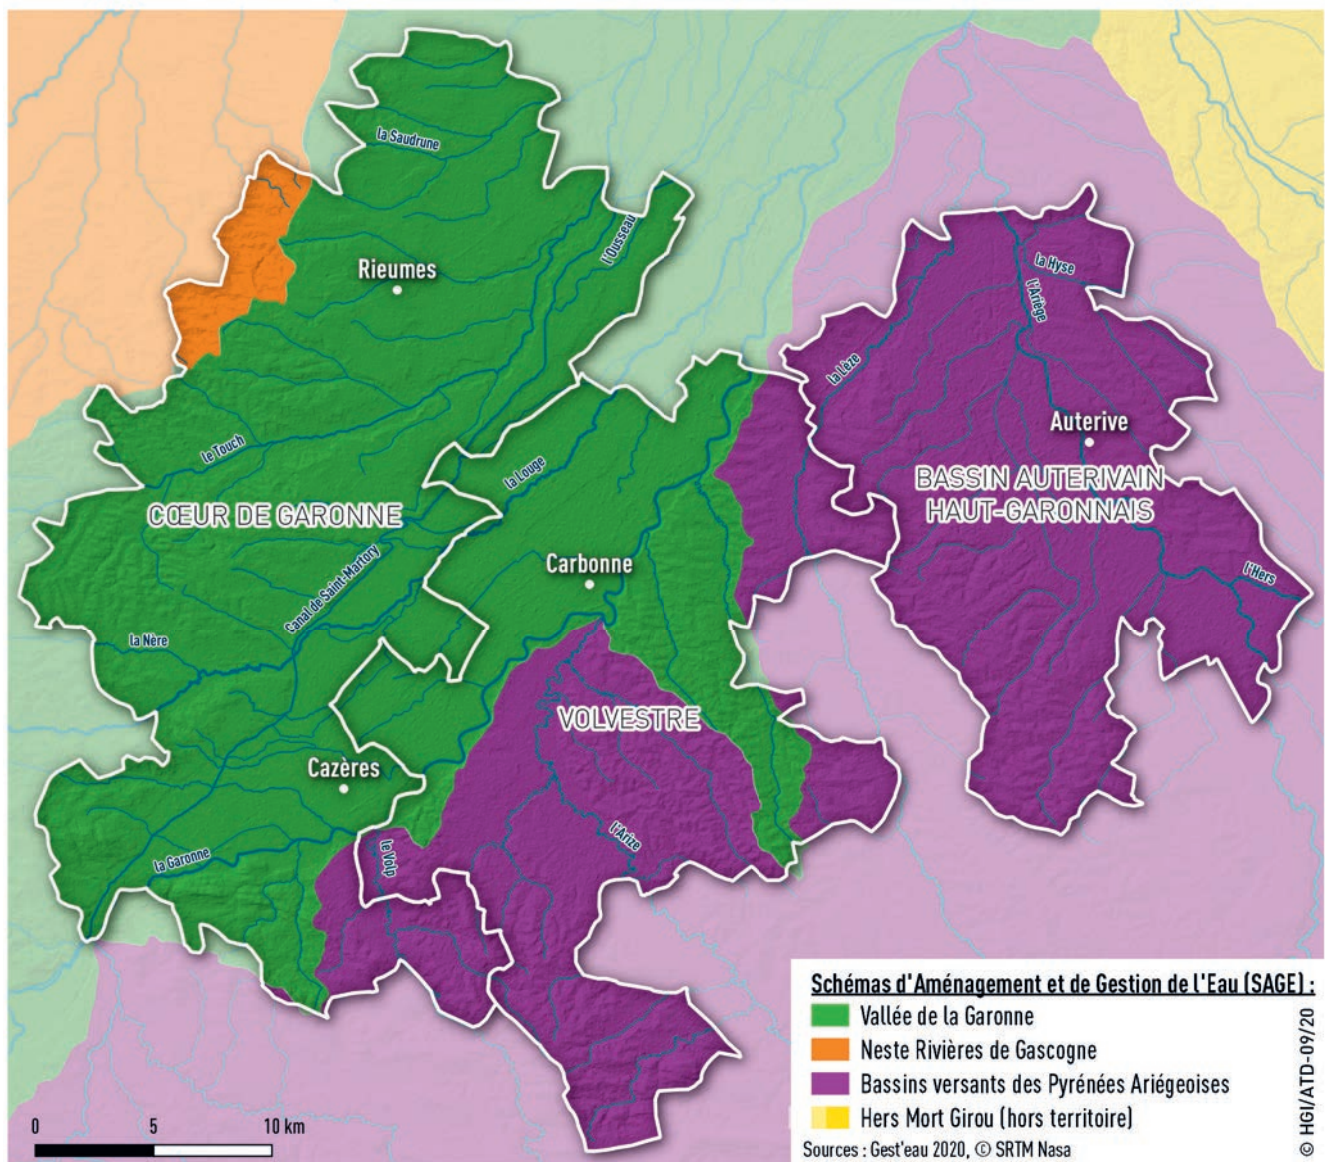 la Saudrune
l'Ousseau
Rieumes
la Hyse
l'Ariège
la Lèze
Auterive
le Touch
la Louge
BASSIN AUTERIVAIN
HAUT-GARONNAIS
CŒUR DE GARONNE
Carbonne
l'Hers
Canal de Saint-Martory
la Nère
VOLVESTRE
Cazères
l'Arize
la Garonne
le Volp
Schémas d'Aménagement et de Gestion de l'Eau (SAGE) :
Vallée de la Garonne
Neste Rivières de Gascogne
Bassins versants des Pyrénées Ariégeoises
Hers Mort Girou (hors territoire)
Sources : Gest'eau 2020, © SRTM Nasa
© HGI/ATD-09/20
0 5 10 km